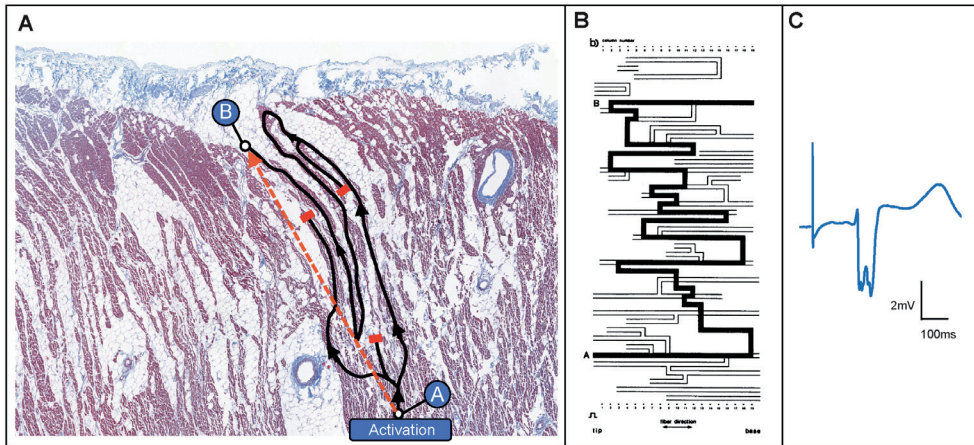 A
B
A
Activation
B
b)
column number
B
A
tip
fiber direction
base
C
2mV
100ms